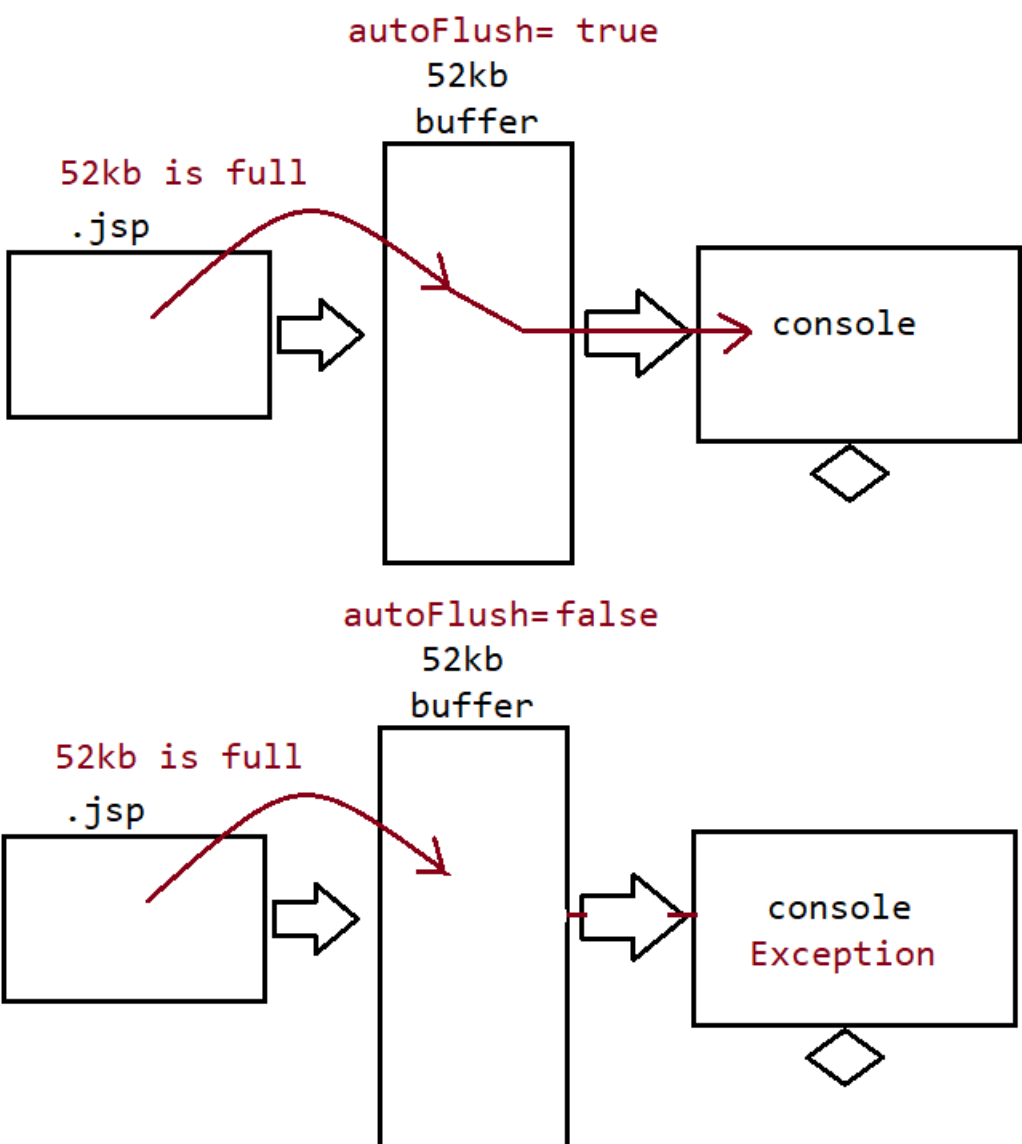 autoFlush= true
52kb
buffer
52kb is full
.jsp
console
autoFlush=false
52kb
buffer
52kb is full
.jsp
console
Exception